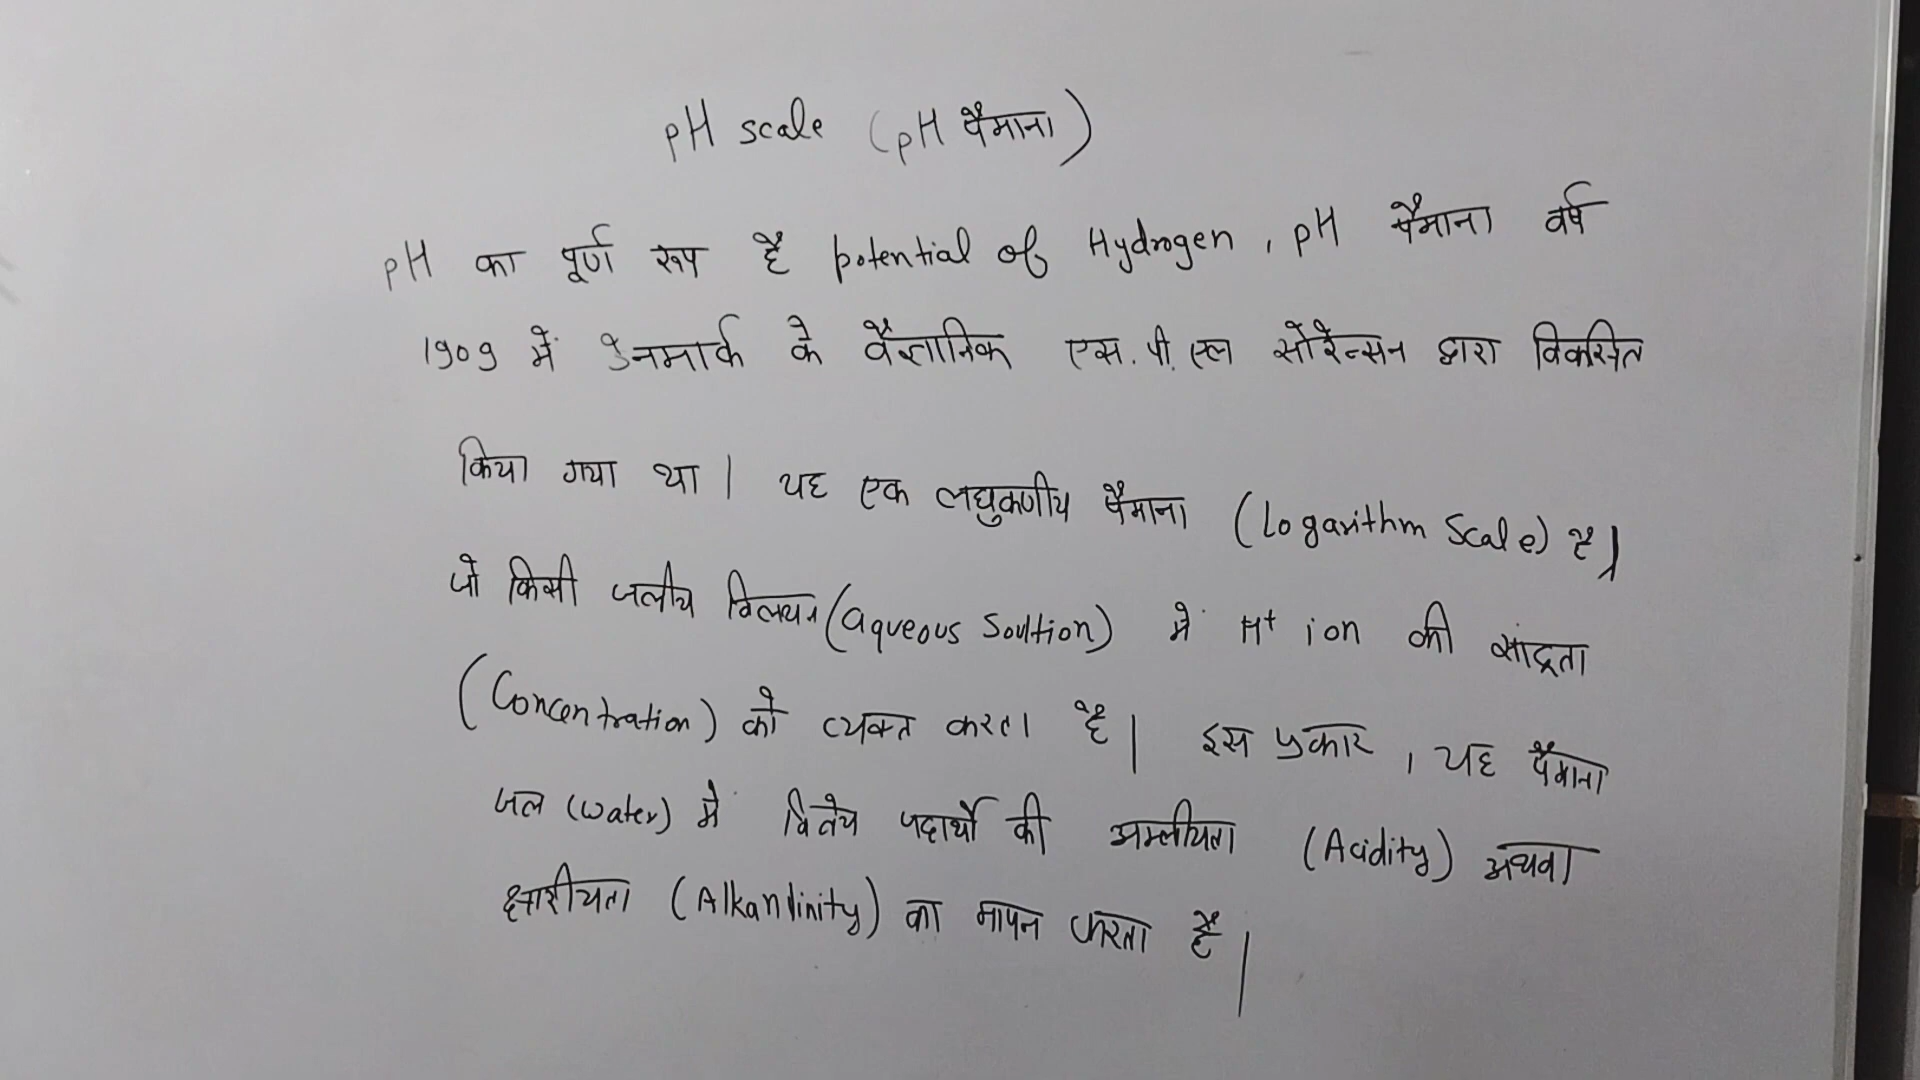 pH scale (pH पैमाना)
pH का पूर्ण रूप है potential of Hydrogen, pH पैमाना वर्ष
1909 में डेनमार्क के वैज्ञानिक एस.पी.एल सोरेन्सन द्वारा विकसित
किया गया था। यह एक लघुकणीय पैमाना (Logarithm Scale) है।
जो किसी जलीय विलयन (aqueous Soultion) में H+ ion की सांद्रता
(Concentration) को व्यक्त करता है। इस प्रकार, यह पैमाना
जल (water) में विलेय पदार्थों की अम्लीयता (Acidity) अथवा
क्षारीयता (Alkanlinity) का मापन करता है।